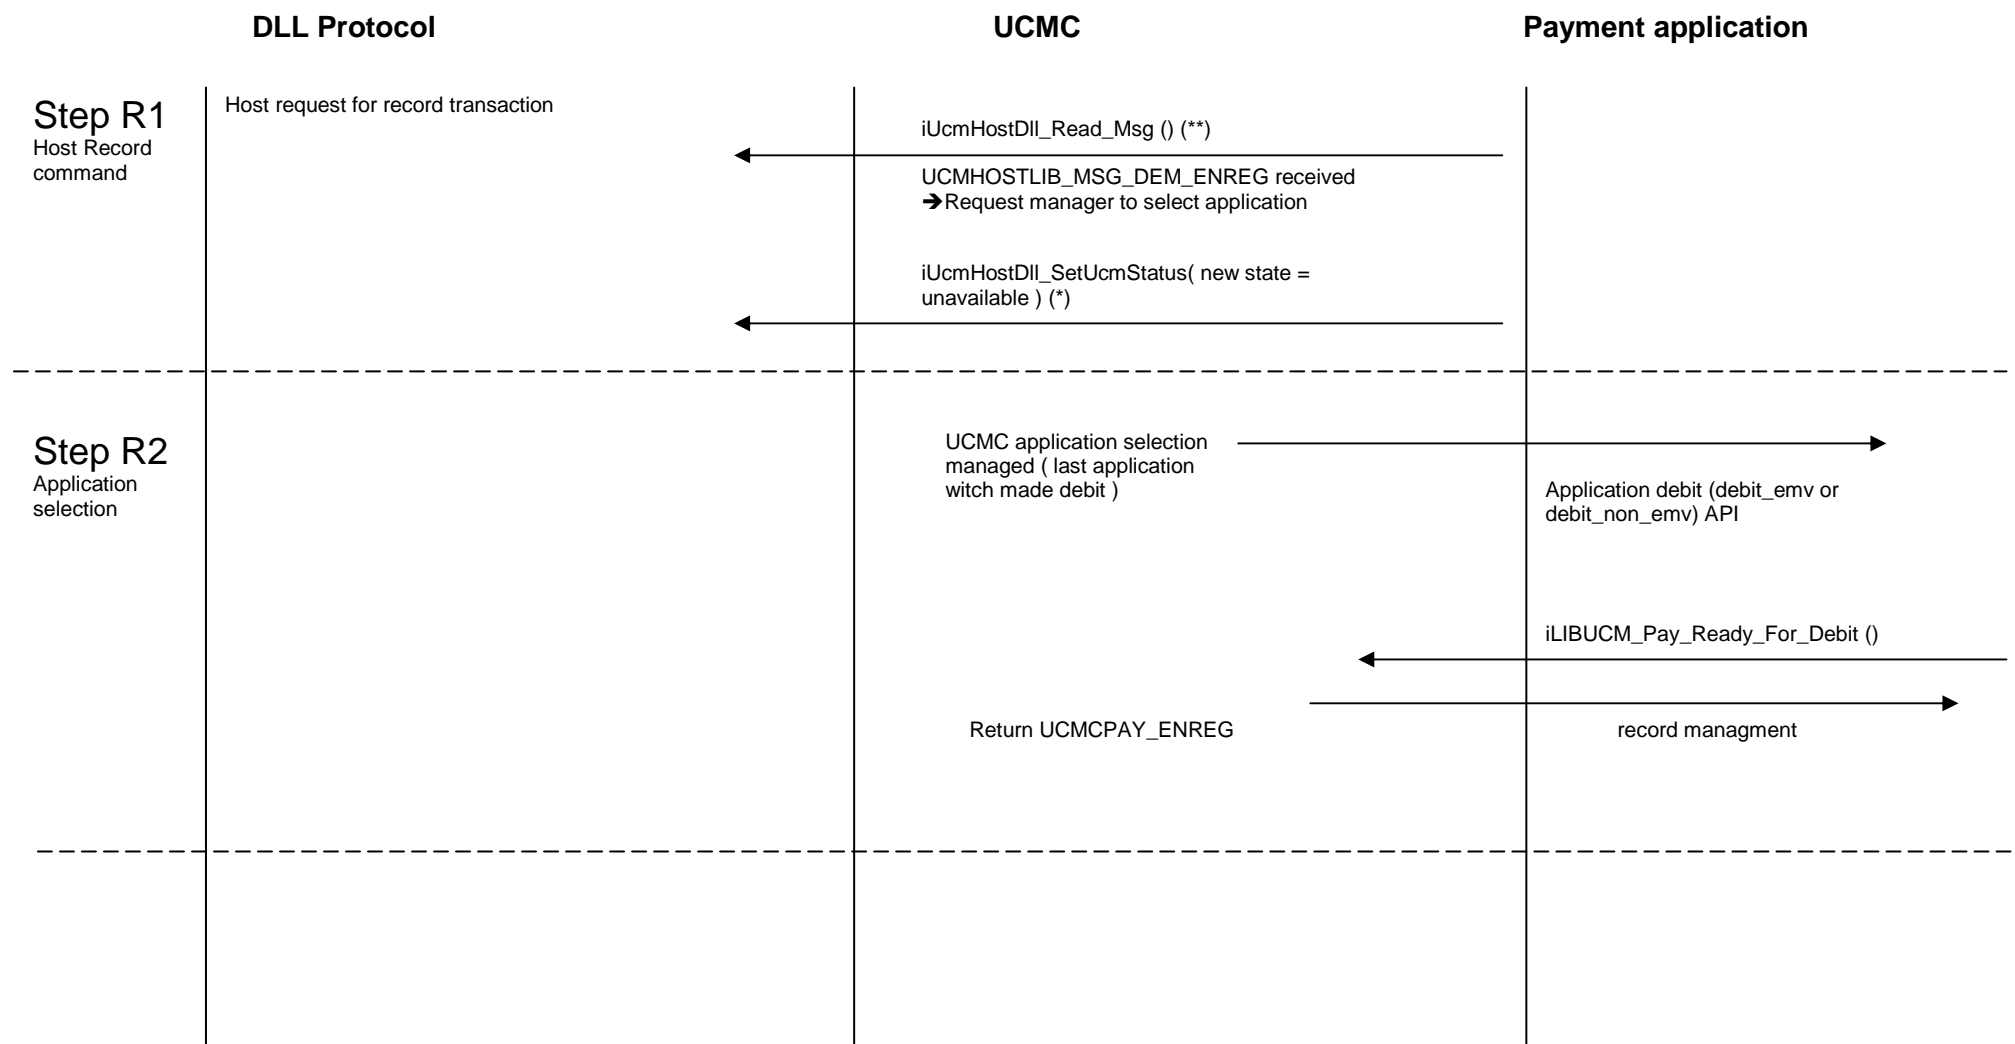 DLL Protocol
UCMC
Payment application
Step R1
Host Record
command
Host request for record transaction
iUcmHostDll_Read_Msg () (**)
UCMHOSTLIB_MSG_DEM_ENREG received
➔Request manager to select application
iUcmHostDll_SetUcmStatus( new state =
unavailable ) (*)
Step R2
Application
selection
UCMC application selection
managed ( last application
witch made debit )
Application debit (debit_emv or
debit_non_emv) API
iLIBUCM_Pay_Ready_For_Debit ()
Return UCMCPAY_ENREG
record managment